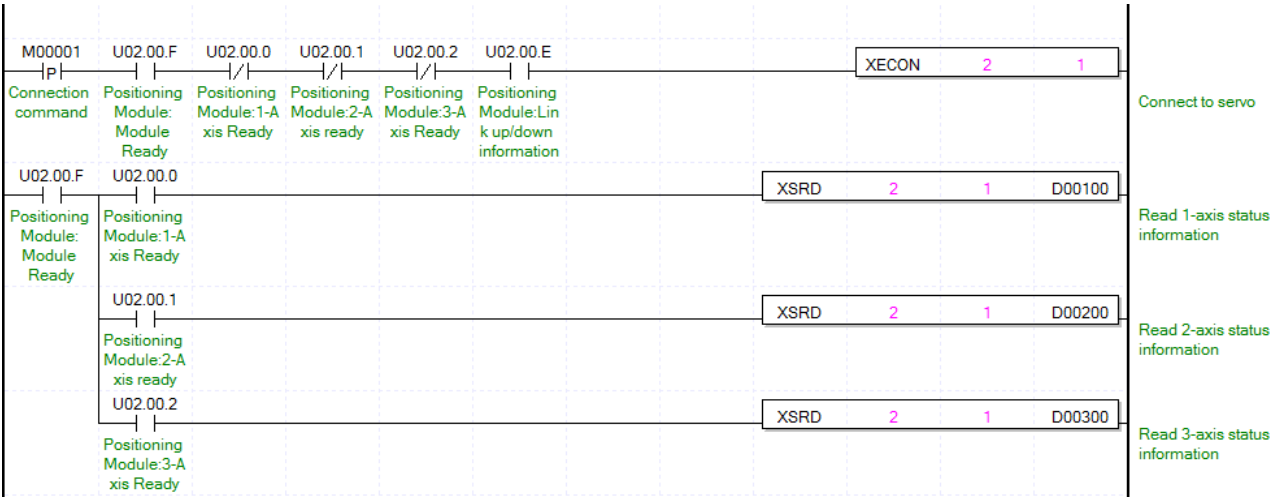 M00001 U02.00.F U02.00.0 U02.00.1 U02.00.2 U02.00.E
P
XECON 2 1
Connection Positioning Positioning Positioning Positioning Positioning
command Module: Module:1-A Module:2-A Module:3-A Module:Lin
Module xis Ready xis ready xis Ready k up/down
Ready information
Connect to servo
U02.00.F U02.00.0
XSRD 2 1 D00100
Positioning Positioning
Module: Module:1-A
Module xis Ready
Ready
Read 1-axis status
information
U02.00.1
XSRD 2 1 D00200
Positioning
Module:2-A
xis ready
Read 2-axis status
information
U02.00.2
XSRD 2 1 D00300
Positioning
Module:3-A
xis Ready
Read 3-axis status
information